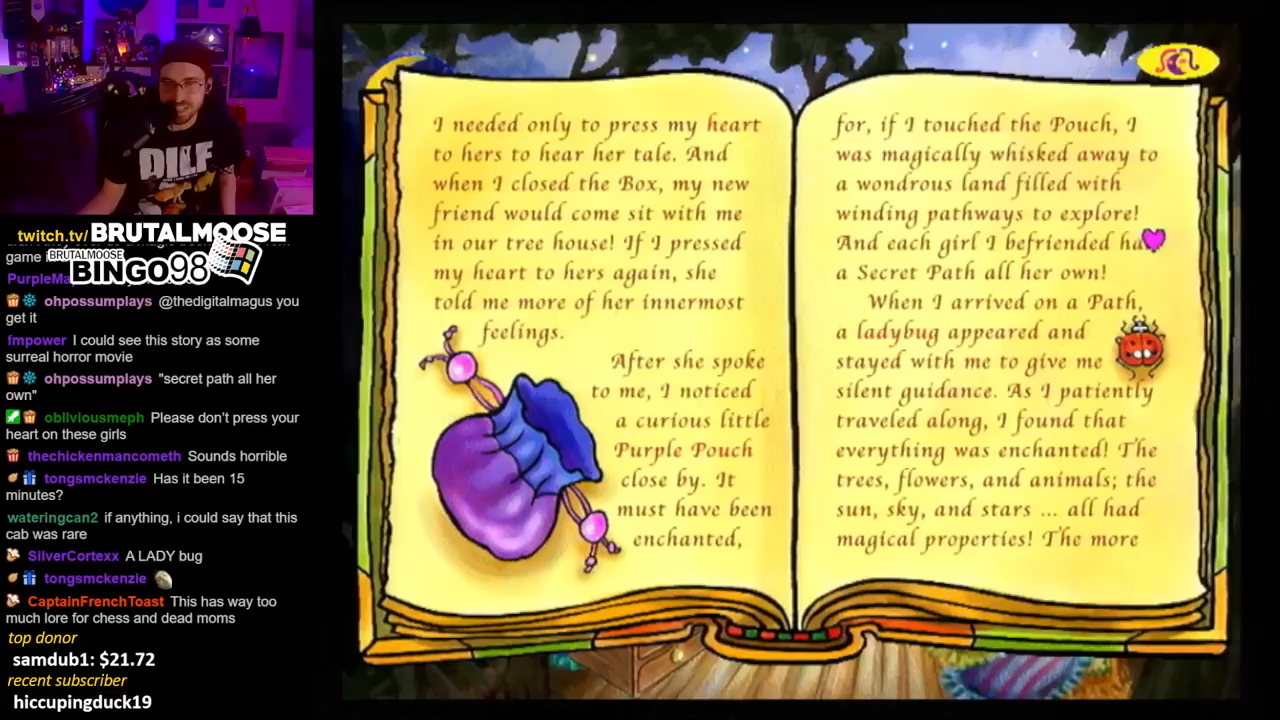 DILF
twitch.tv/BRUTALMOOSE
BRUTALMOOSE
BINGO98
ohpossumplays @thedigitalmagus you
get it
fmpower I could see this story as some
surreal horror movie
ohpossumplays "secret path all her
own"
obliviousmeph Please don't press your
heart on these girls
thechickenmancometh Sounds horrible
tongsmckenzie Has it been 15
minutes?
wateringcan2 if anything, i could say that this
cab was rare
SilverCortexx A LADY bug
tongsmckenzie
CaptainFrenchToast This has way too
much lore for chess and dead moms
top donor
samdub1: $21.72
recent subscriber
hiccupingduck19
I needed only to press my heart
to hers to hear her tale. And
when I closed the Box, my new
friend would come sit with me
in our tree house! If I pressed
my heart to hers again, she
told me more of her innermost
feelings.
After she spoke
to me, I noticed
a curious little
Purple Pouch
close by. It
must have been
enchanted,
for, if I touched the Pouch, I
was magically whisked away to
a wondrous land filled with
winding pathways to explore!
And each girl I befriended
a Secret Path all her own!
When I arrived on a Path,
a ladybug appeared and
stayed with me to give me
silent guidance. As I patiently
traveled along, I found that
everything was enchanted! The
trees, flowers, and animals; the
sun, sky, and stars ... all had
magical properties! The more